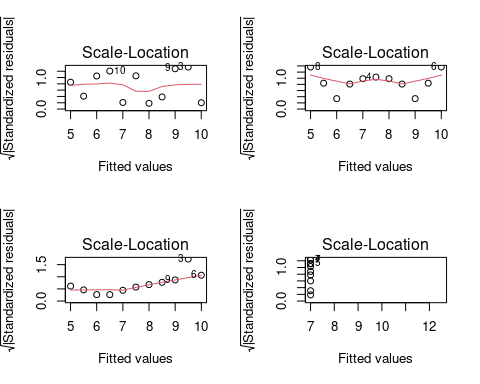 Scale-Location
√|Standardized residuals|
0.0 1.0
10 9 3
5 6 7 8 9 10
Fitted values
Scale-Location
√|Standardized residuals|
0.0 1.0
8 4 6
5 6 7 8 9 10
Fitted values
Scale-Location
√|Standardized residuals|
0.0 1.5
3 9 6
5 6 7 8 9 10
Fitted values
Scale-Location
√|Standardized residuals|
0.0 1.0
7 8 9 10 12
Fitted values